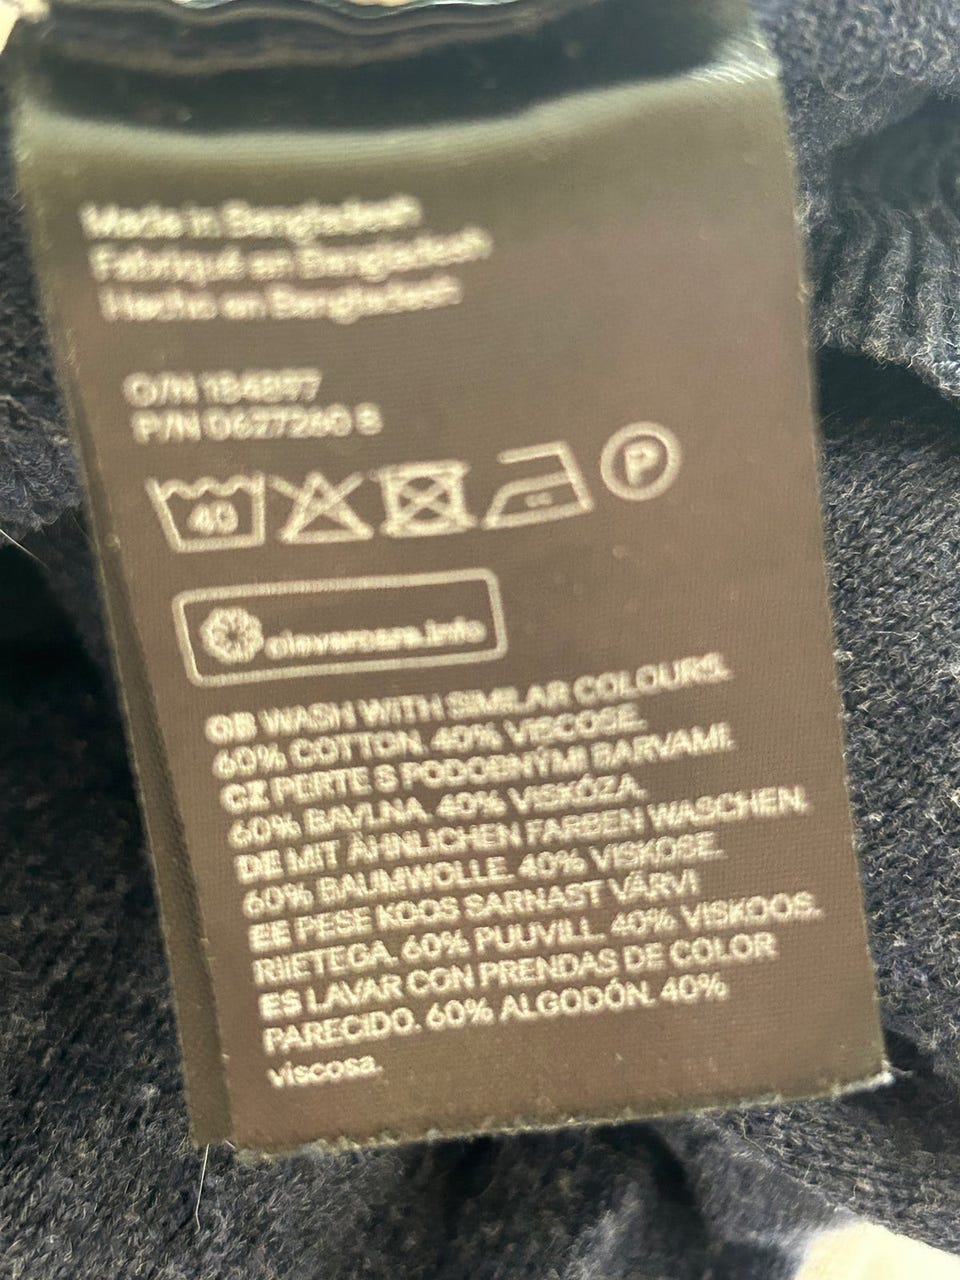 Made in Bangladesh
Fabriqué en Bangladesh
Hecho en Bangladesh
O/N 184897
P/N 0627260 S
40
P
clevercare.info
GB WASH WITH SIMILAR COLOURS.
60% COTTON. 40% VISCOSE.
CZ PERTE S PODOBNÝMI BARVAMI.
60% BAVLNA. 40% VISKÓZA.
DE MIT ÄHNLICHEN FARBEN WASCHEN.
60% BAUMWOLLE. 40% VISKOSE.
EE PESE KOOS SARNAST VÄRVI
RIIETEGA. 60% PUUVILL. 40% VISKOOS.
ES LAVAR CON PRENDAS DE COLOR
PARECIDO. 60% ALGODÓN. 40%
viscosa.